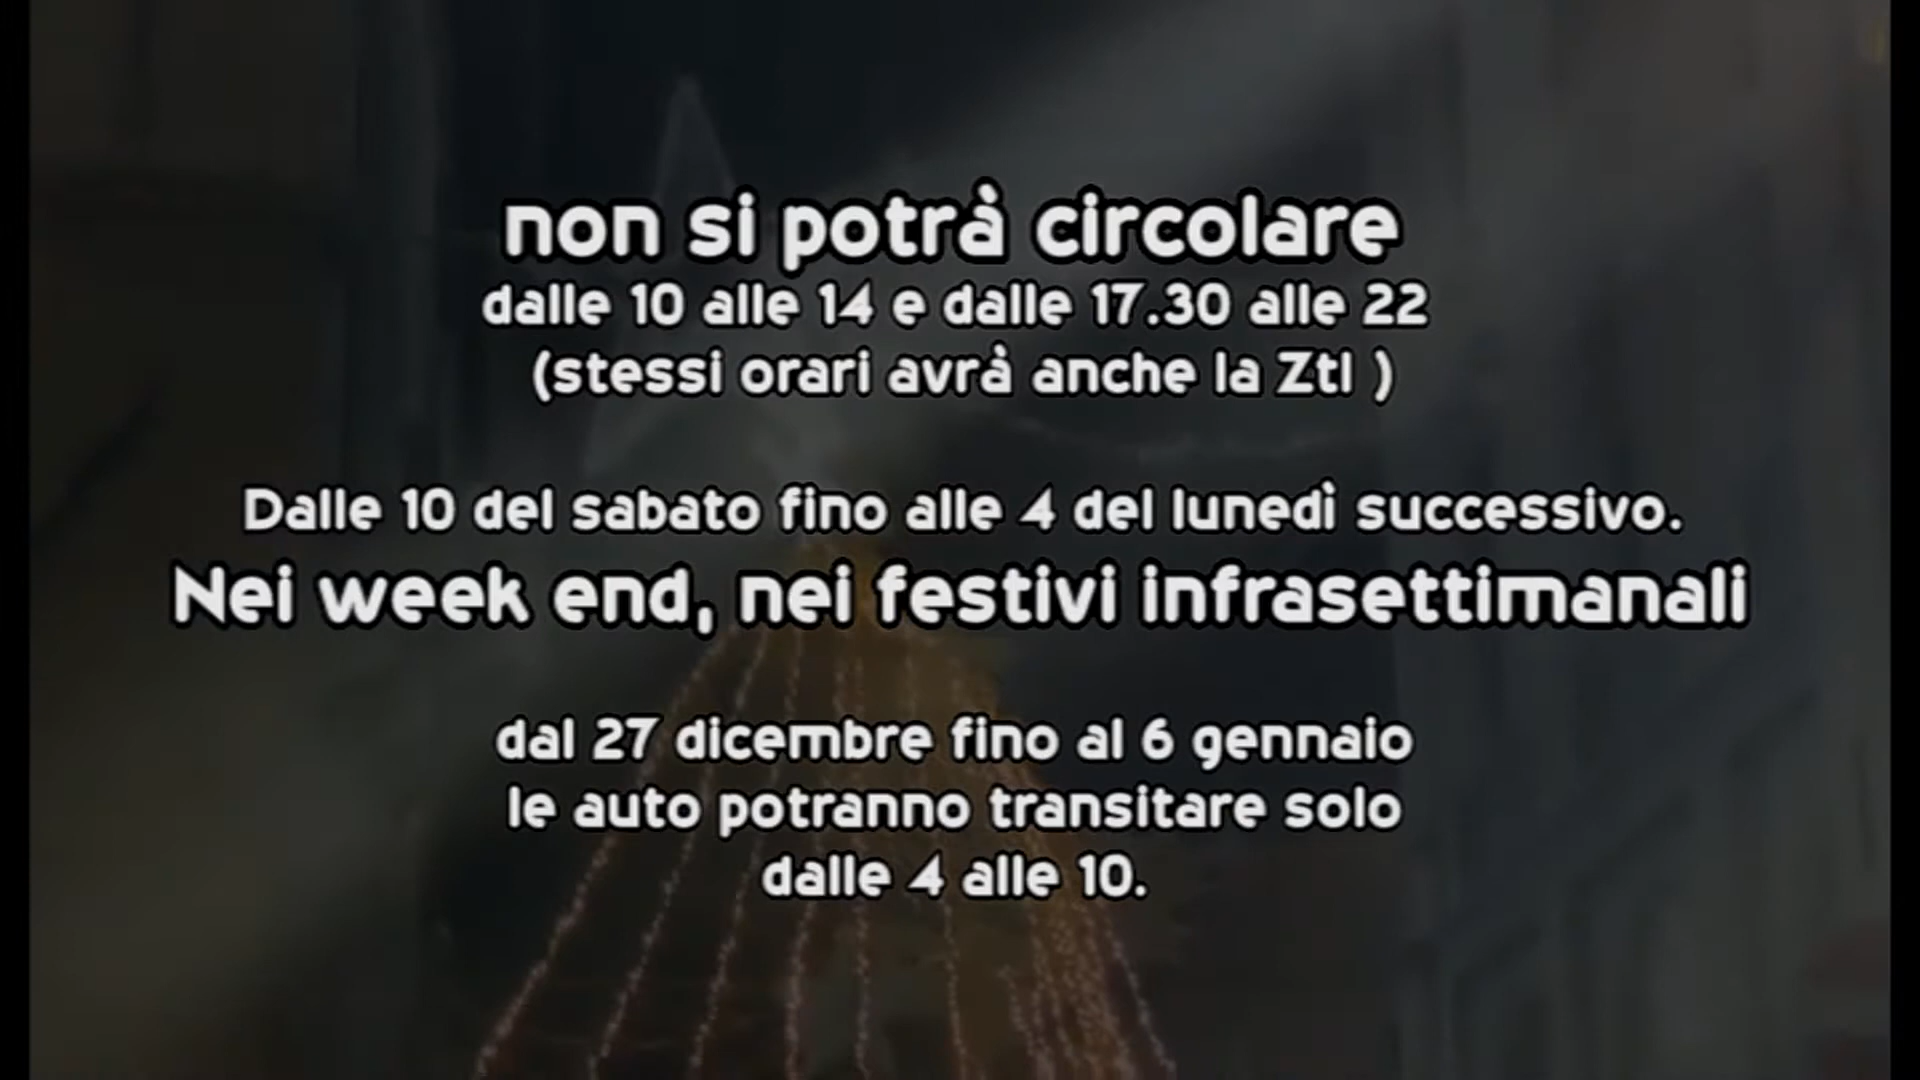 non si potrà circolare
dalle 10 alle 14 e dalle 17.30 alle 22
(stessi orari avrà anche la Ztl )
Dalle 10 del sabato fino alle 4 del lunedì successivo.
Nei week end, nei festivi infrasettimanali
dal 27 dicembre fino al 6 gennaio
le auto potranno transitare solo
dalle 4 alle 10.